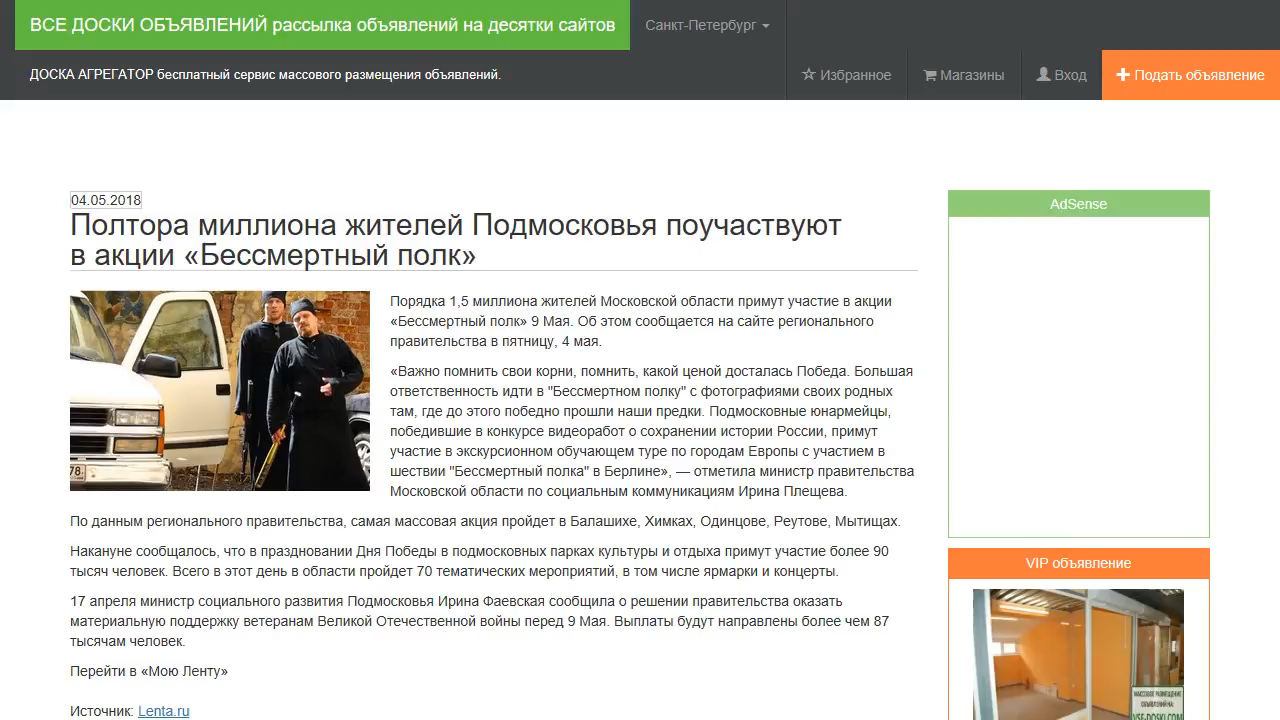 ВСЕ ДОСКИ ОБЪЯВЛЕНИЙ рассылка объявлений на десятки сайтов
Санкт-Петербург
ДОСКА АГРЕГАТОР бесплатный сервис массового размещения объявлений.
Избранное
Магазины
Вход
Подать объявление
04.05.2018
Полтора миллиона жителей Подмосковья поучаствуют
в акции «Бессмертный полк»
Порядка 1,5 миллиона жителей Московской области примут участие в акции
«Бессмертный полк» 9 Мая. Об этом сообщается на сайте регионального
правительства в пятницу, 4 мая.
«Важно помнить свои корни, помнить, какой ценой досталась Победа. Большая
ответственность идти в "Бессмертном полку" с фотографиями своих родных
там, где до этого победно прошли наши предки. Подмосковные юнармейцы,
победившие в конкурсе видеоработ о сохранении истории России, примут
участие в экскурсионном обучающем туре по городам Европы с участием в
шествии "Бессмертный полка" в Берлине», — отметила министр правительства
Московской области по социальным коммуникациям Ирина Плещева.
78
По данным регионального правительства, самая массовая акция пройдет в Балашихе, Химках, Одинцове, Реутове, Мытищах.
Накануне сообщалось, что в праздновании Дня Победы в подмосковных парках культуры и отдыха примут участие более 90
тысяч человек. Всего в этот день в области пройдет 70 тематических мероприятий, в том числе ярмарки и концерты.
17 апреля министр социального развития Подмосковья Ирина Фаевская сообщила о решении правительства оказать
материальную поддержку ветеранам Великой Отечественной войны перед 9 Мая. Выплаты будут направлены более чем 87
тысячам человек.
Перейти в «Мою Ленту»
Источник: Lenta.ru
AdSense
VIP объявление
МАССОВОЕ РАЗМЕЩЕНИЕ
ОБЪЯВЛЕНИЙ НА:
VSE-DOSKI.COM